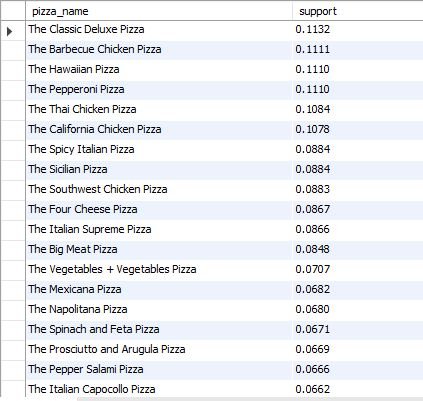 pizza_name support
The Classic Deluxe Pizza 0.1132
The Barbecue Chicken Pizza 0.1111
The Hawaiian Pizza 0.1110
The Pepperoni Pizza 0.1110
The Thai Chicken Pizza 0.1084
The California Chicken Pizza 0.1078
The Spicy Italian Pizza 0.0884
The Sicilian Pizza 0.0884
The Southwest Chicken Pizza 0.0883
The Four Cheese Pizza 0.0867
The Italian Supreme Pizza 0.0866
The Big Meat Pizza 0.0848
The Vegetables + Vegetables Pizza 0.0707
The Mexicana Pizza 0.0682
The Napolitana Pizza 0.0680
The Spinach and Feta Pizza 0.0671
The Prosciutto and Arugula Pizza 0.0669
The Pepper Salami Pizza 0.0666
The Italian Capocollo Pizza 0.0662